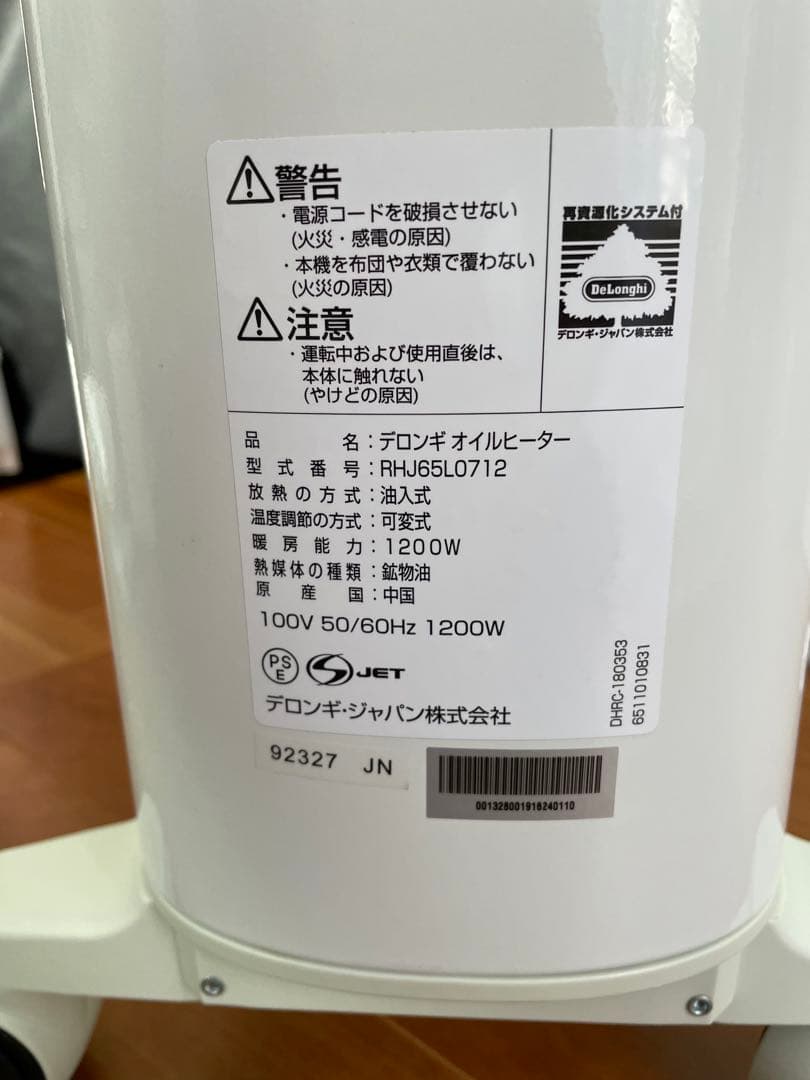 警告
・電源コードを破損させない
(火災・感電の原因)
・本機を布団や衣類で覆わない
(火災の原因)
注意
・運転中および使用直後は、
本体に触れない
(やけどの原因)
再資源化システム付
DeLonghi
デロンギ・ジャパン株式会社
品名：デロンギ オイルヒーター
型式番号：RHJ65L0712
放熱の方式：油入式
温度調節の方式：可変式
暖房能力：1200W
熱媒体の種類：鉱物油
原産国：中国
100V 50/60Hz 1200W
PS
E
S JET
デロンギ・ジャパン株式会社
DHRC-180353
6511010831
92327 JN
001328001916240110